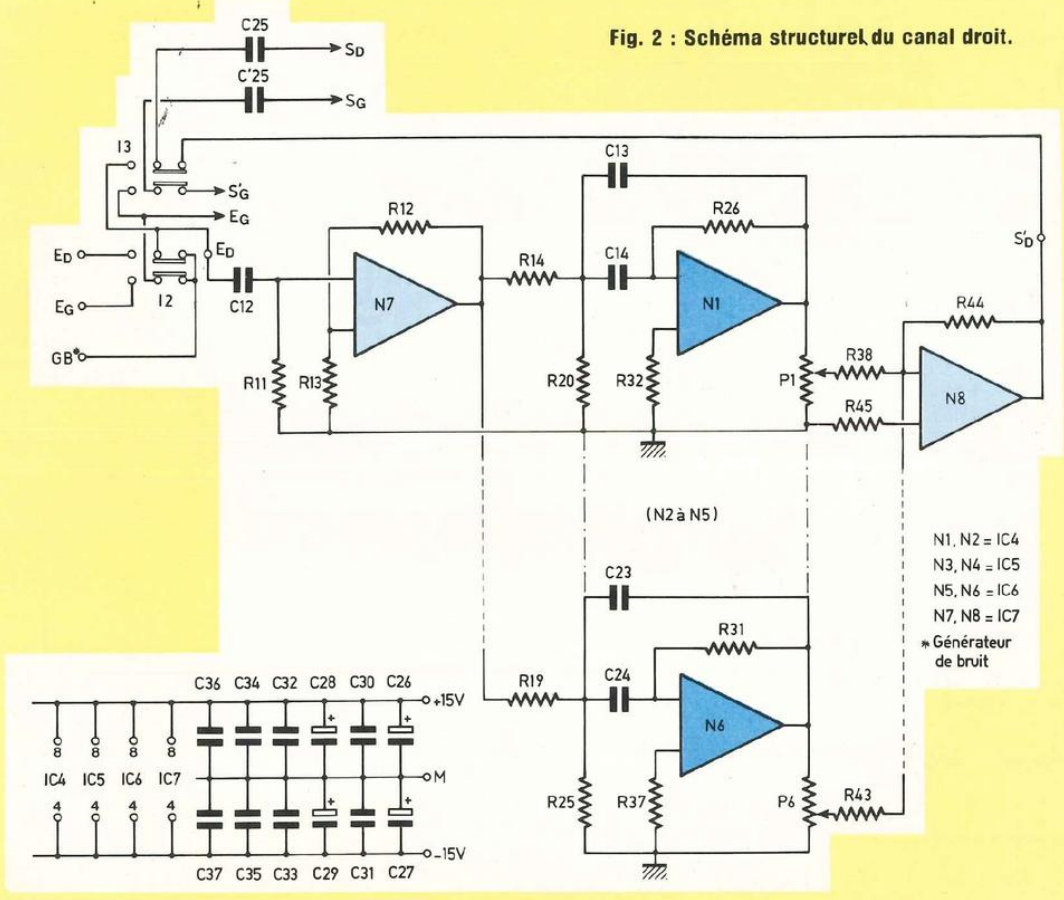 Fig. 2 : Schéma structurel du canal droit.
C25
SD
C'25
SG
I3
S'G
EG
ED
ED
I2
EG
GB*
C12
R12
N7
R11
R13
R14
C13
C14
R26
N1
R20
R32
P1
S'D
R44
R38
R45
N8
(N2 à N5)
N1, N2 = IC4
N3, N4 = IC5
N5, N6 = IC6
N7, N8 = IC7
* Générateur
de bruit
C23
R31
R19
C24
N6
R25
R37
P6
R43
C36 C34 C32 C28 C30 C26
+15V
+ +
8 8 8 8
IC4 IC5 IC6 IC7
M
4 4 4 4
+ +
-15V
C37 C35 C33 C29 C31 C27